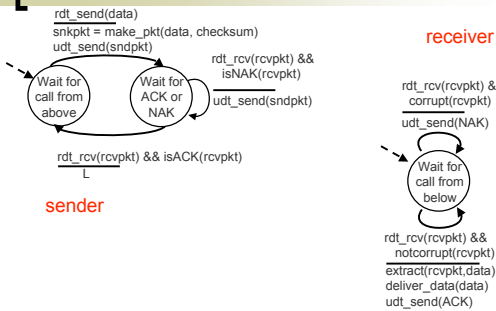 rdt_send(data)
snkpkt = make_pkt(data, checksum)
udt_send(sndpkt)
Wait for
call from
above
Wait for
ACK or
NAK
rdt_rcv(rcvpkt) &&
isNAK(rcvpkt)
udt_send(sndpkt)
rdt_rcv(rcvpkt) && isACK(rcvpkt)
L
sender
receiver
rdt_rcv(rcvpkt) &
corrupt(rcvpkt)
udt_send(NAK)
Wait for
call from
below
rdt_rcv(rcvpkt) &&
notcorrupt(rcvpkt)
extract(rcvpkt,data)
deliver_data(data)
udt_send(ACK)